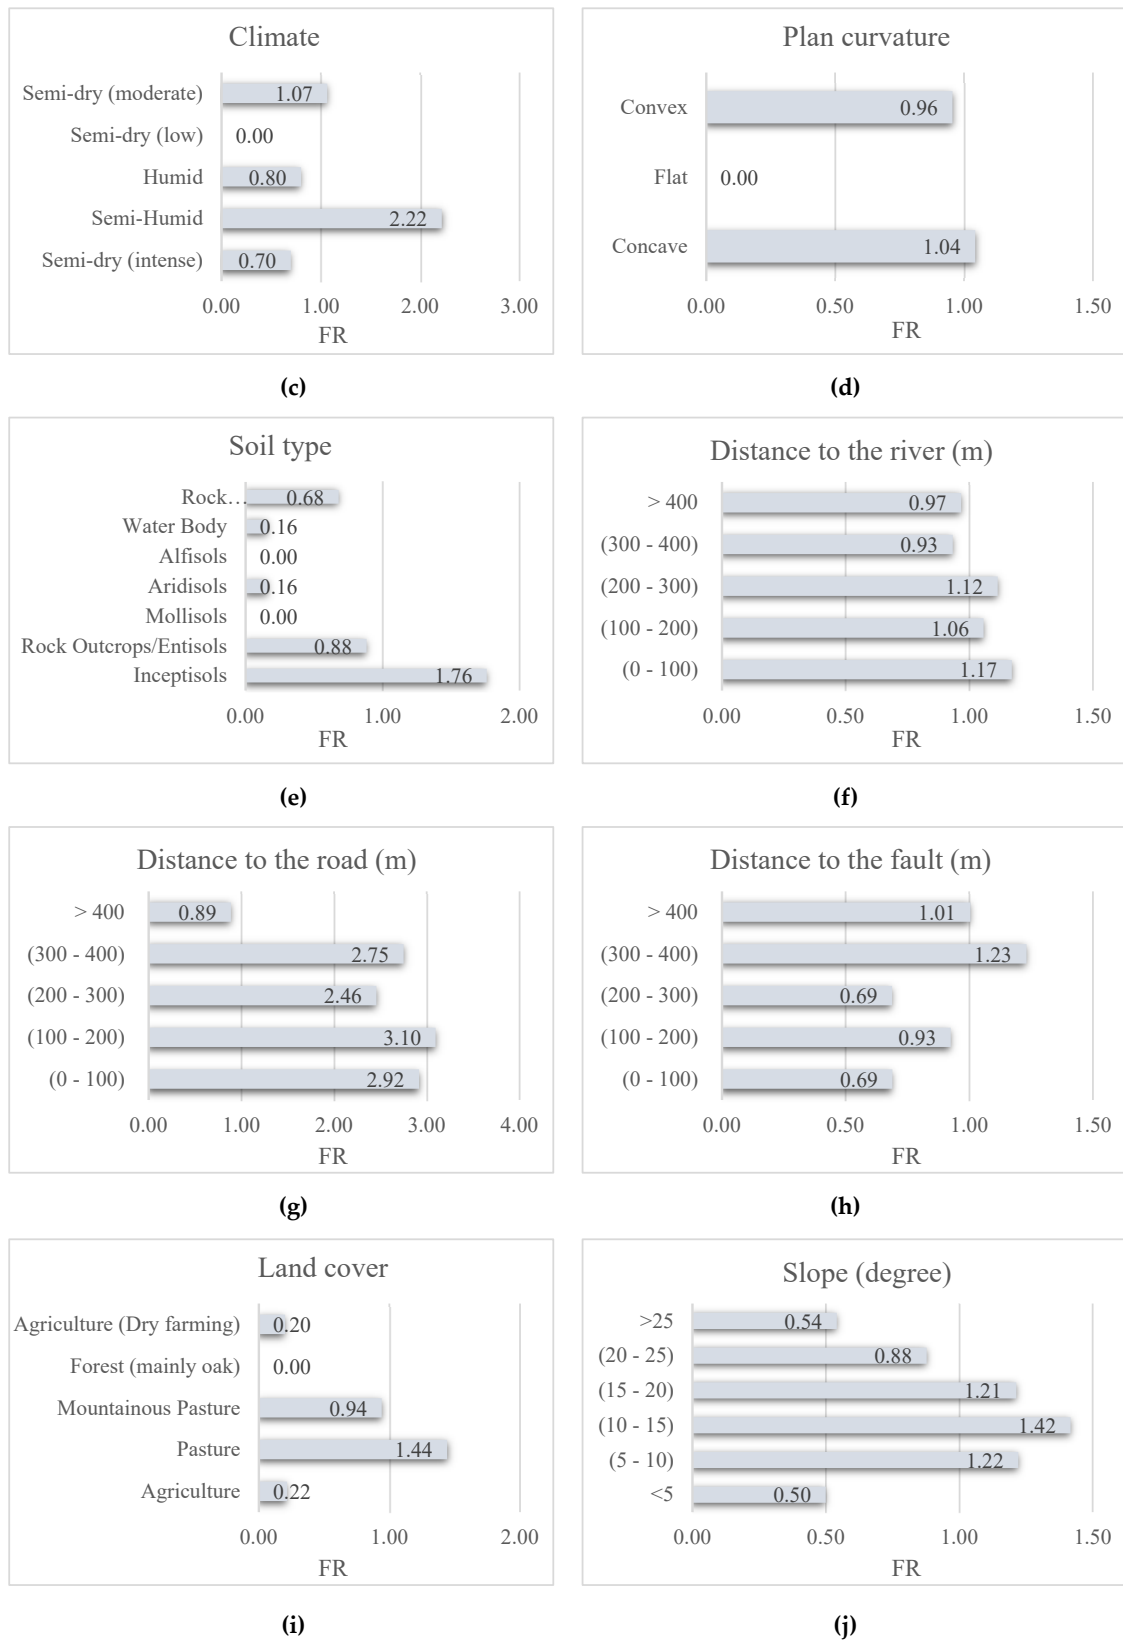 Climate
Semi-dry (moderate) 1.07
Semi-dry (low) 0.00
Humid 0.80
Semi-Humid 2.22
Semi-dry (intense) 0.70
0.00 1.00 2.00 3.00
FR
(c)
Plan curvature
Convex 0.96
Flat 0.00
Concave 1.04
0.00 0.50 1.00 1.50
FR
(d)
Soil type
Rock… 0.68
Water Body 0.16
Alfisols 0.00
Aridisols 0.16
Mollisols 0.00
Rock Outcrops/Entisols 0.88
Inceptisols 1.76
0.00 1.00 2.00
FR
(e)
Distance to the river (m)
> 400 0.97
(300 - 400) 0.93
(200 - 300) 1.12
(100 - 200) 1.06
(0 - 100) 1.17
0.00 0.50 1.00 1.50
FR
(f)
Distance to the road (m)
> 400 0.89
(300 - 400) 2.75
(200 - 300) 2.46
(100 - 200) 3.10
(0 - 100) 2.92
0.00 1.00 2.00 3.00 4.00
FR
(g)
Distance to the fault (m)
> 400 1.01
(300 - 400) 1.23
(200 - 300) 0.69
(100 - 200) 0.93
(0 - 100) 0.69
0.00 0.50 1.00 1.50
FR
(h)
Land cover
Agriculture (Dry farming) 0.20
Forest (mainly oak) 0.00
Mountainous Pasture 0.94
Pasture 1.44
Agriculture 0.22
0.00 1.00 2.00
FR
(i)
Slope (degree)
>25 0.54
(20 - 25) 0.88
(15 - 20) 1.21
(10 - 15) 1.42
(5 - 10) 1.22
<5 0.50
0.00 0.50 1.00 1.50
FR
(j)